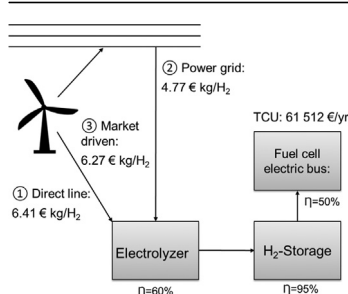 ② Power grid:
4.77 € kg/H₂
③ Market
driven:
6.27 € kg/H₂
TCU: 61 512 €/yr
Fuel cell
electric bus:
① Direct line:
6.41 € kg/H₂
η=50%
Electrolyzer
H₂-Storage
η=60%
η=95%